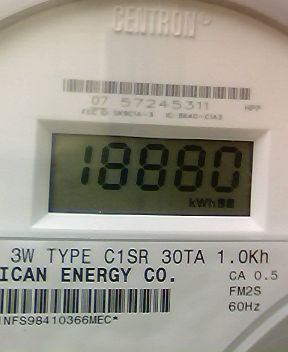 CENTRON®
07 57245311
18880
kWh
3W TYPE C1SR 30TA 1.0Kh
ICAN ENERGY CO.
CA 0.5
FM2S
60Hz
NFS98410366MEC*